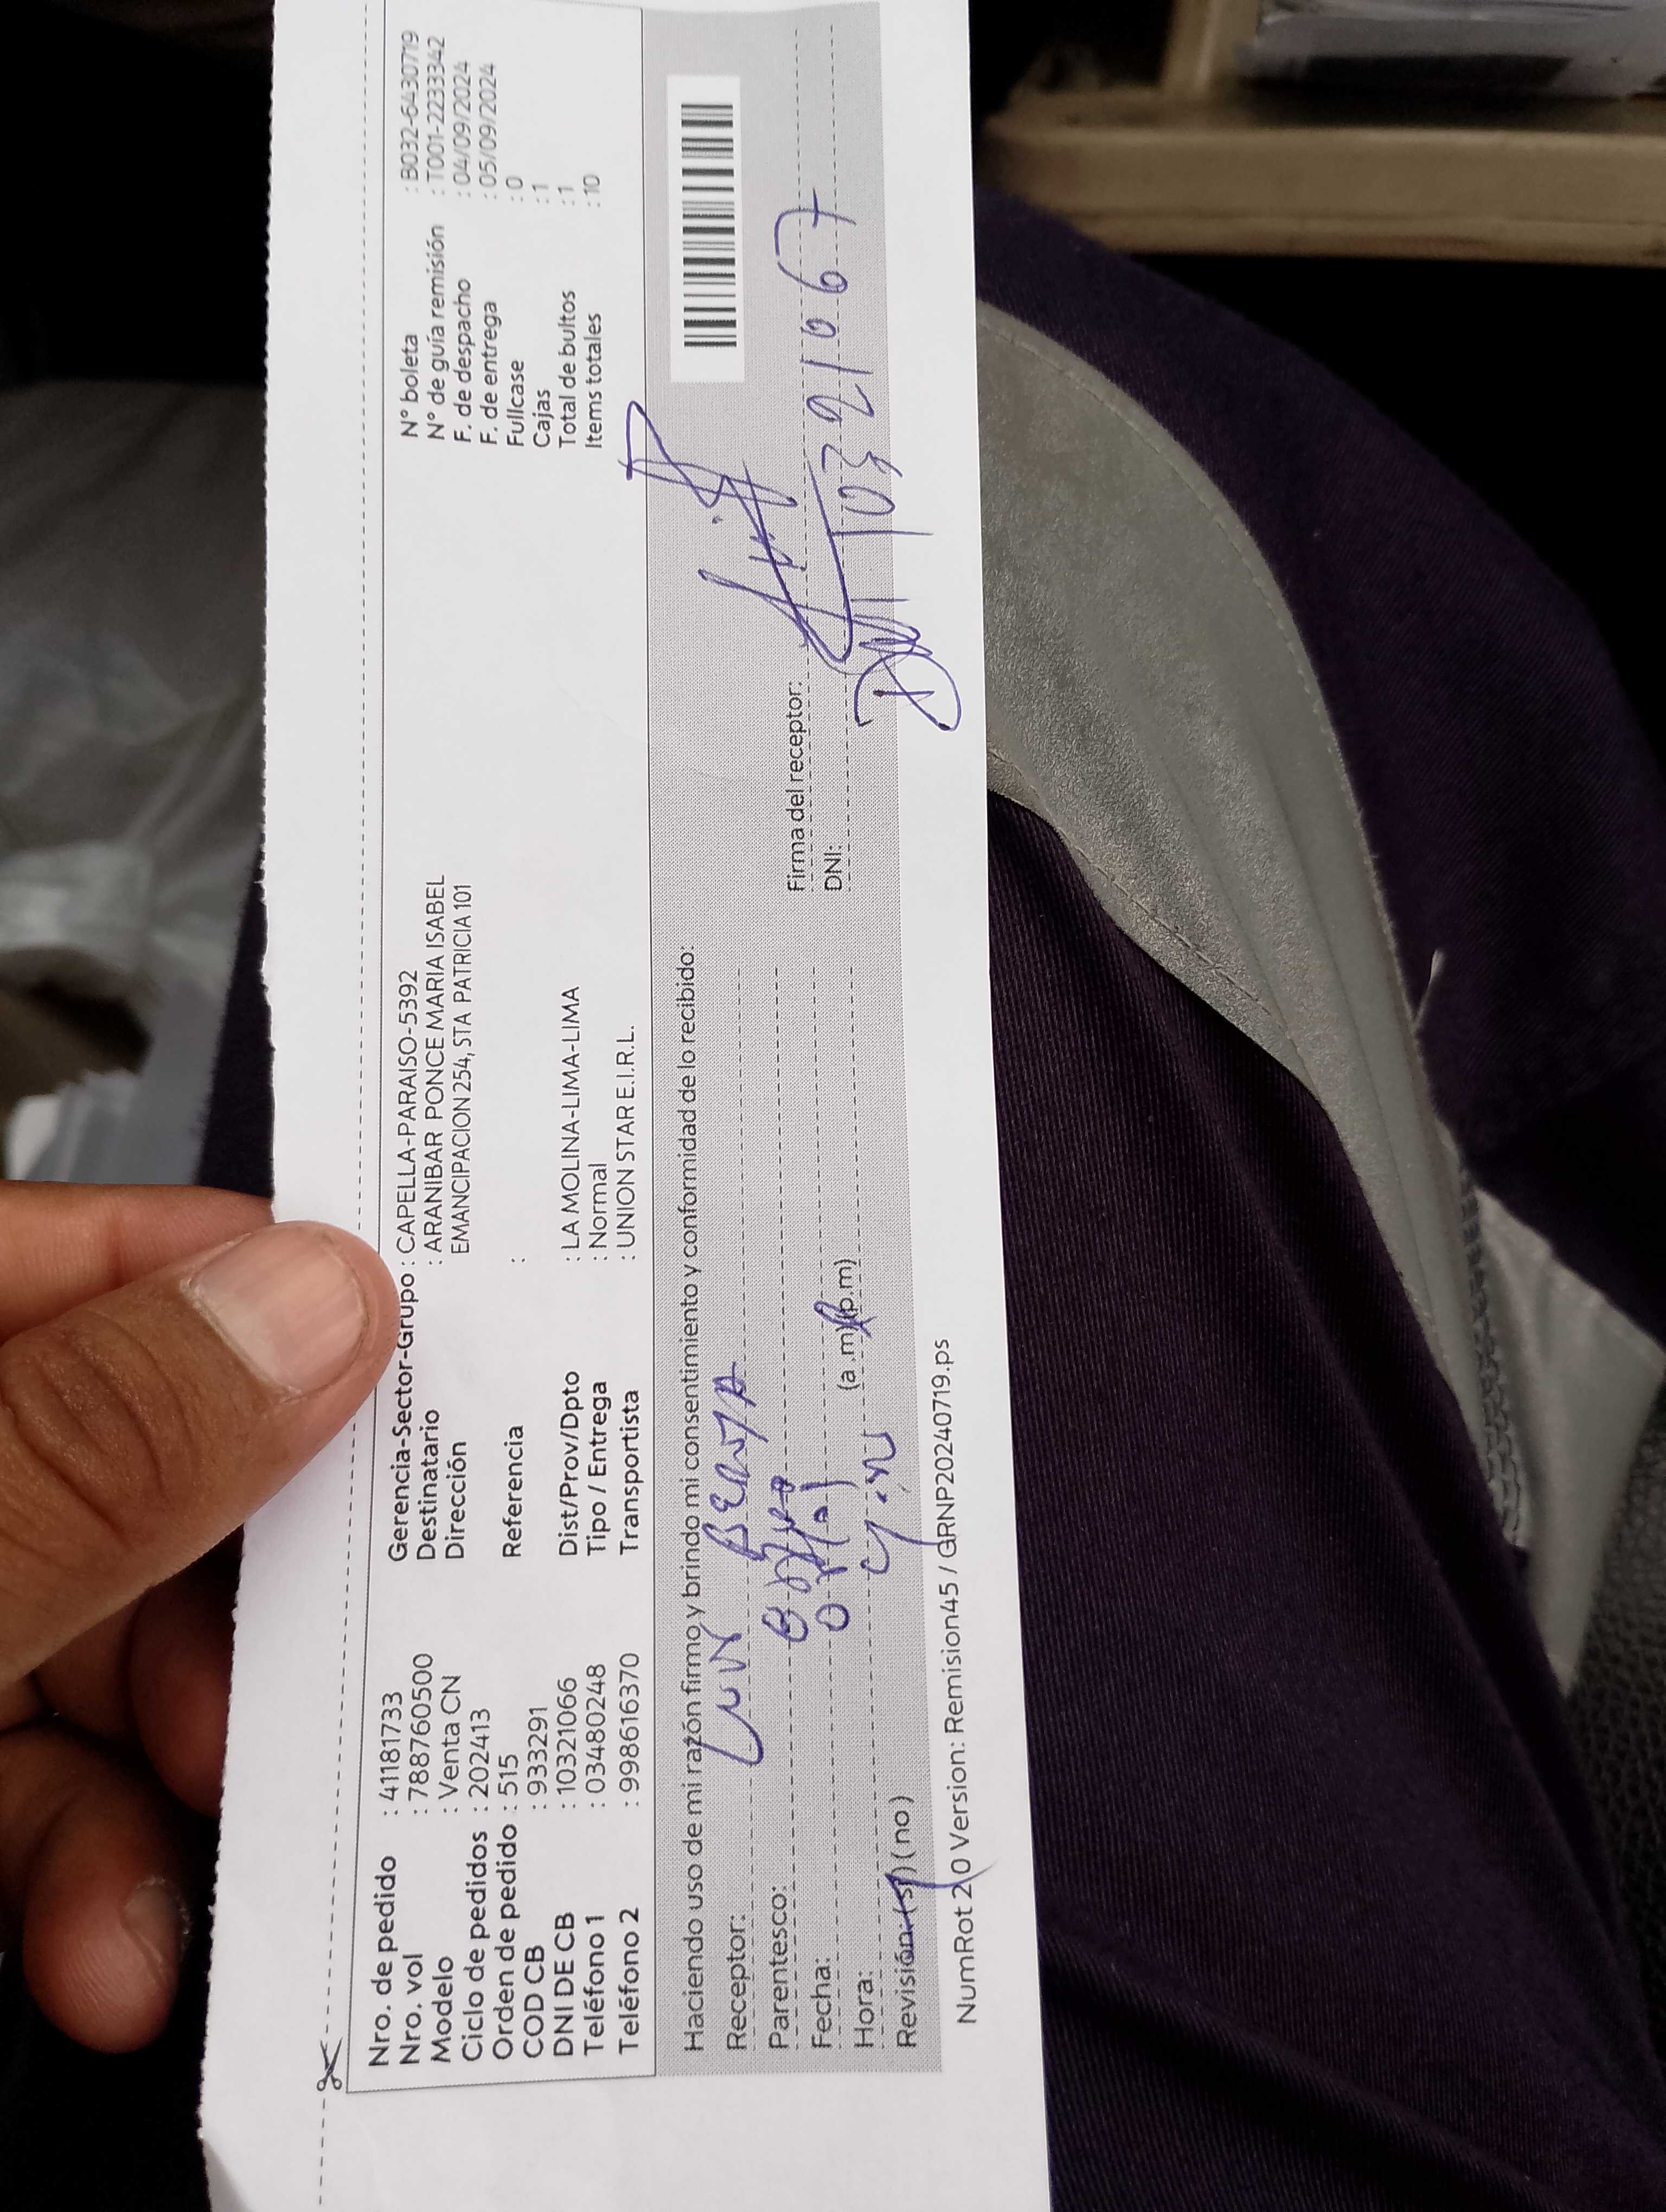 Nro. de pedido : 41181733
Nro. vol : 788760500
Modelo : Venta CN
Ciclo de pedidos : 202413
Orden de pedido : 515
COD CB : 933291
DNI DE CB : 10321066
Teléfono 1 : 03480248
Teléfono 2 : 998616370
Gerencia-Sector-Grupo : CAPELLA-PARAISO-5392
Destinatario : ARANIBAR PONCE MARIA ISABEL
Dirección EMANCIPACION 254, STA PATRICIA 101
Referencia :
Dist/Prov/Dpto : LA MOLINA-LIMA-LIMA
Tipo / Entrega : Normal
Transportista : UNION STAR E.I.R.L.
N° boleta : B032-6430719
N° de guía remisión : T001-2233342
F. de despacho : 04/09/2024
F. de entrega : 05/09/2024
Fullcase : 0
Cajas : 1
Total de bultos : 1
Items totales : 10
Haciendo uso de mi razón firmo y brindo mi consentimiento y conformidad de lo recibido:
Receptor:
Parentesco:
Fecha:
Hora: (a.m) (p.m)
Revisión: (si) (no)
Firma del receptor:
DNI:
DNI 10321067
NumRot 20 Version: Remision45 / GRNP20240719.ps